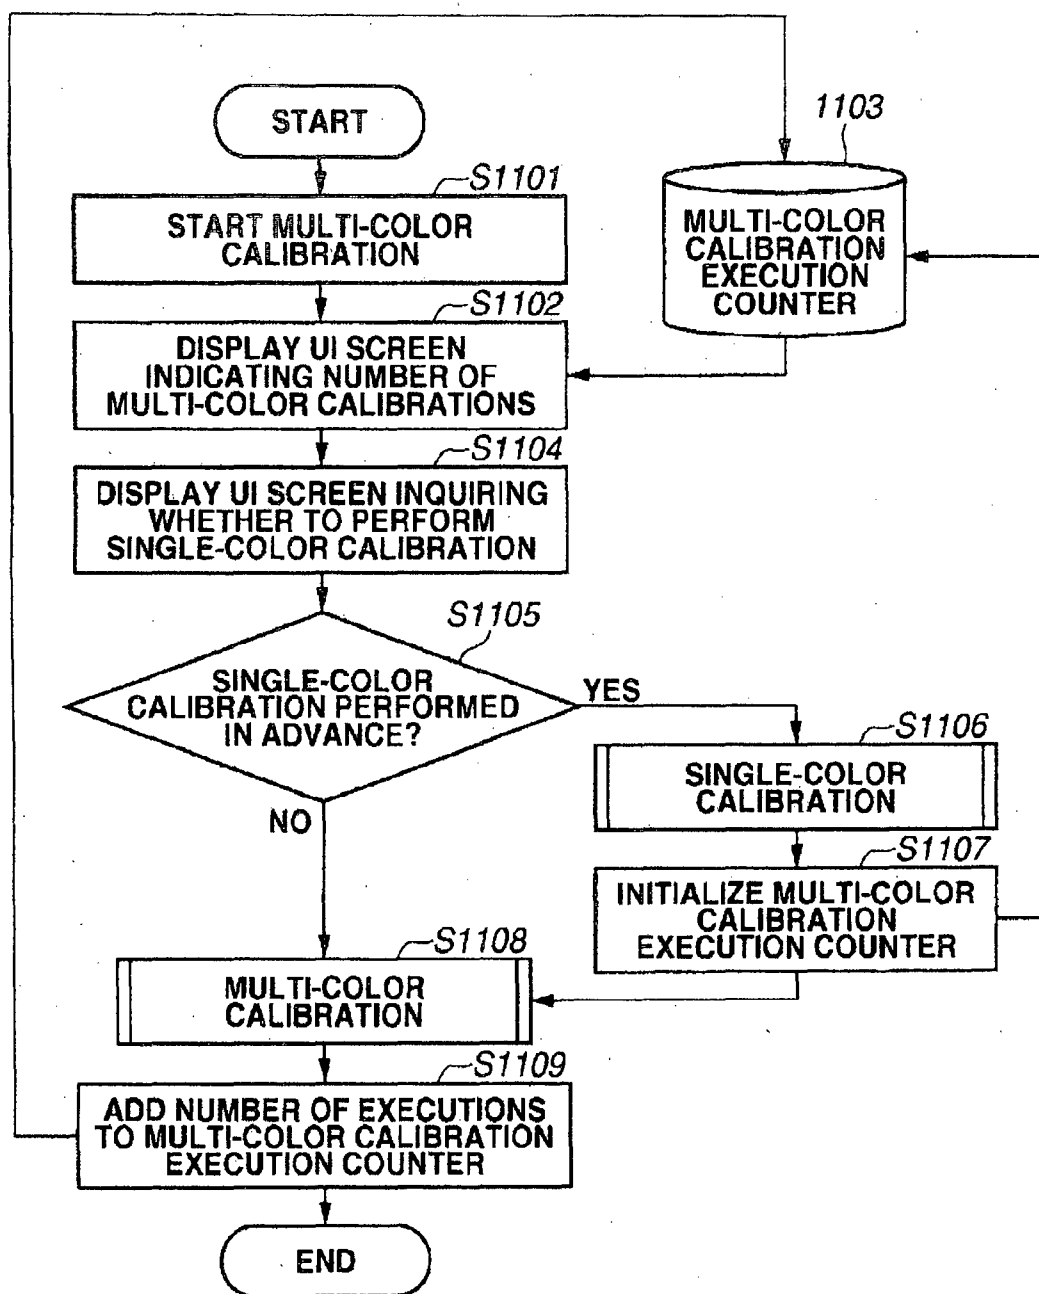 START
1103
S1101
START MULTI-COLOR
CALIBRATION
MULTI-COLOR
CALIBRATION
EXECUTION
COUNTER
S1102
DISPLAY UI SCREEN
INDICATING NUMBER OF
MULTI-COLOR CALIBRATIONS
S1104
DISPLAY UI SCREEN INQUIRING
WHETHER TO PERFORM
SINGLE-COLOR CALIBRATION
S1105
SINGLE-COLOR
CALIBRATION PERFORMED
IN ADVANCE?
YES
NO
S1106
SINGLE-COLOR
CALIBRATION
S1107
INITIALIZE MULTI-COLOR
CALIBRATION
EXECUTION COUNTER
S1108
MULTI-COLOR
CALIBRATION
S1109
ADD NUMBER OF EXECUTIONS
TO MULTI-COLOR CALIBRATION
EXECUTION COUNTER
END